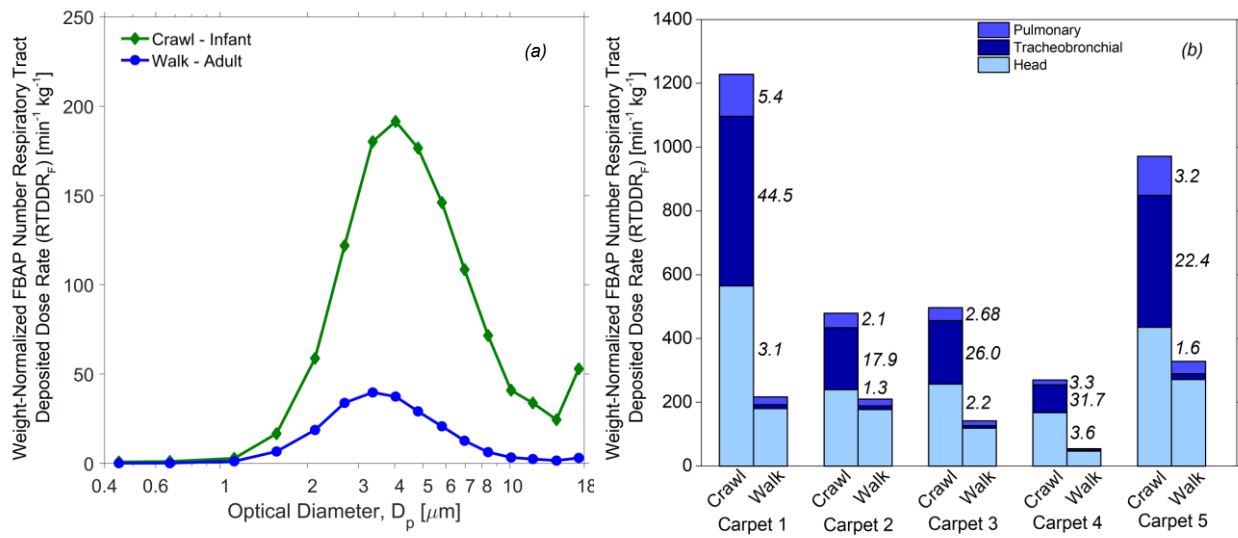 Weight-Normalized FBAP Number Respiratory Tract
Deposited Dose Rate (RTDDR_F) [min⁻¹ kg⁻¹]
250
200
150
100
50
0
Crawl - Infant
Walk - Adult
(a)
0.4 0.6 1 2 3 4 5 6 7 8 10 18
Optical Diameter, D_p [μm]
Weight-Normalized FBAP Number Respiratory Tract
Deposited Dose Rate (RTDDR_F) [min⁻¹ kg⁻¹]
1400
1200
1000
800
600
400
200
0
Pulmonary
Tracheobronchial
Head
(b)
5.4
44.5
3.1
2.1
17.9
1.3
2.68
26.0
2.2
3.3
31.7
3.6
3.2
22.4
1.6
Crawl Walk Crawl Walk Crawl Walk Crawl Walk Crawl Walk
Carpet 1 Carpet 2 Carpet 3 Carpet 4 Carpet 5